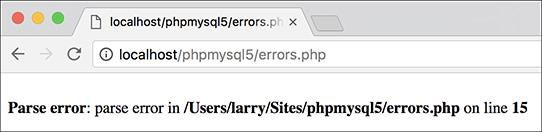 localhost/phpmysql5/errors.ph
localhost/phpmysql5/errors.php
Parse error: parse error in /Users/larry/Sites/phpmysql5/errors.php on line 15